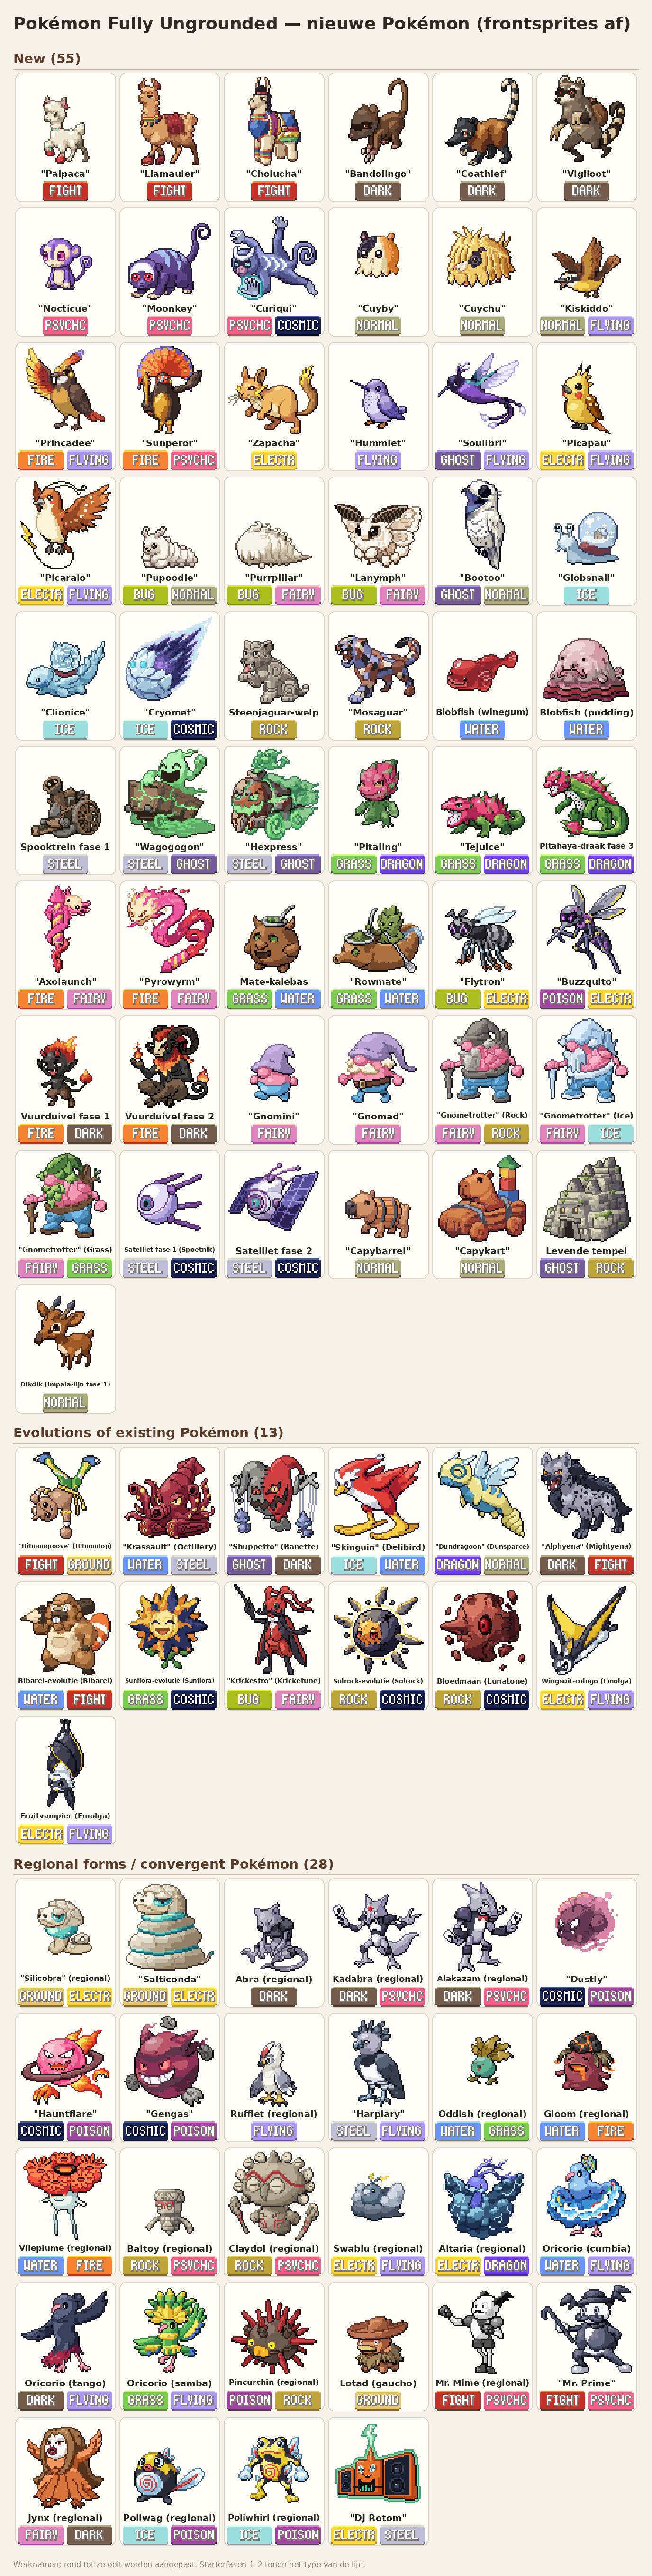 Pokémon Fully Ungrounded — nieuwe Pokémon (frontsprites af)
New (55)
"Palpaca" "Llamauler" "Cholucha" "Bandolingo" "Coathief" "Vigiloot"
FIGHT FIGHT FIGHT DARK DARK DARK
"Nocticue" "Moonkey" "Curiqui" "Cuyby" "Cuychu" "Kiskiddo"
PSYCHC PSYCHC PSYCHC COSMIC NORMAL NORMAL NORMAL FLYING
"Princadee" "Sunperor" "Zapacha" "Hummlet" "Soulibri" "Picapau"
FIRE FLYING FIRE PSYCHC ELECTR FLYING GHOST FLYING ELECTR FLYING
"Picaraio" "Pupoodle" "Purrpillar" "Lanymph" "Bootoo" "Globsnail"
ELECTR FLYING BUG NORMAL BUG FAIRY BUG FAIRY GHOST NORMAL ICE
"Clionice" "Cryomet" Steenjaguar-welp "Mosaguar" Blobfish (winegum) Blobfish (pudding)
ICE ICE COSMIC ROCK ROCK WATER WATER
Spooktrein fase 1 "Wagogogon" "Hexpress" "Pitaling" "Tejuice" Pitahaya-draak fase 3
STEEL STEEL GHOST STEEL GHOST GRASS DRAGON GRASS DRAGON GRASS DRAGON
"Axolaunch" "Pyrowyrm" Mate-kalebas "Rowmate" "Flytron" "Buzzquito"
FIRE FAIRY FIRE FAIRY GRASS WATER GRASS WATER BUG ELECTR POISON ELECTR
Vuurduivel fase 1 Vuurduivel fase 2 "Gnomini" "Gnomad" "Gnometrotter" (Rock) "Gnometrotter" (Ice)
FIRE DARK FIRE DARK FAIRY FAIRY FAIRY ROCK FAIRY ICE
"Gnometrotter" (Grass) Satelliet fase 1 (Spoetnik) Satelliet fase 2 "Capybarrel" "Capykart" Levende tempel
FAIRY GRASS STEEL COSMIC STEEL COSMIC NORMAL NORMAL GHOST ROCK
Dikdik (impala-lijn fase 1)
NORMAL
Evolutions of existing Pokémon (13)
"Hitmongroove" (Hitmontop) "Krassault" (Octillery) "Shuppetto" (Banette) "Skinguin" (Delibird) "Dundragoon" (Dunsparce) "Alphyena" (Mightyena)
FIGHT GROUND WATER STEEL GHOST DARK ICE WATER DRAGON NORMAL DARK FIGHT
Bibarel-evolutie (Bibarel) Sunflora-evolutie (Sunflora) "Krickestro" (Kricketune) Solrock-evolutie (Solrock) Bloedmaan (Lunatone) Wingsuit-colugo (Emolga)
WATER FIGHT GRASS COSMIC BUG FAIRY ROCK COSMIC ROCK COSMIC ELECTR FLYING
Fruitvampier (Emolga)
ELECTR FLYING
Regional forms / convergent Pokémon (28)
"Silicobra" (regional) "Salticonda" Abra (regional) Kadabra (regional) Alakazam (regional) "Dustly"
GROUND ELECTR GROUND ELECTR DARK DARK PSYCHC DARK PSYCHC COSMIC POISON
"Hauntflare" "Gengas" Rufflet (regional) "Harpiary" Oddish (regional) Gloom (regional)
COSMIC POISON COSMIC POISON FLYING STEEL FLYING WATER GRASS WATER FIRE
Vileplume (regional) Baltoy (regional) Claydol (regional) Swablu (regional) Altaria (regional) Oricorio (cumbia)
WATER FIRE ROCK PSYCHC ROCK PSYCHC ELECTR FLYING ELECTR DRAGON WATER FLYING
Oricorio (tango) Oricorio (samba) Pincurchin (regional) Lotad (gaucho) Mr. Mime (regional) "Mr. Prime"
DARK FLYING GRASS FLYING POISON ROCK GROUND FIGHT PSYCHC FIGHT PSYCHC
Jynx (regional) Poliwag (regional) Poliwhirl (regional) "DJ Rotom"
FAIRY DARK ICE POISON ICE POISON ELECTR STEEL
Werknamen; rond tot ze ooit worden aangepast. Starterfasen 1–2 tonen het type van de lijn.